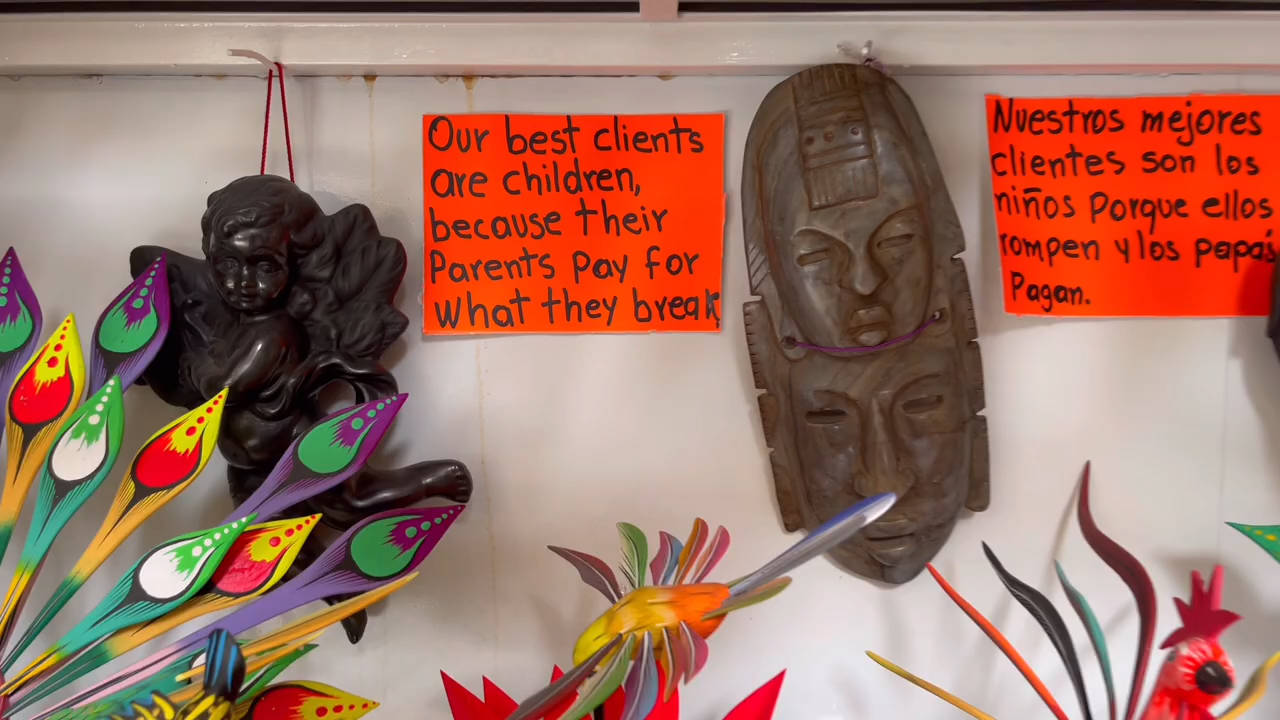 Our best clients
are children,
because their
Parents Pay for
what they break
Nuestros mejores
clientes son los
niños Porque ellos
rompen y los papás
Pagan.